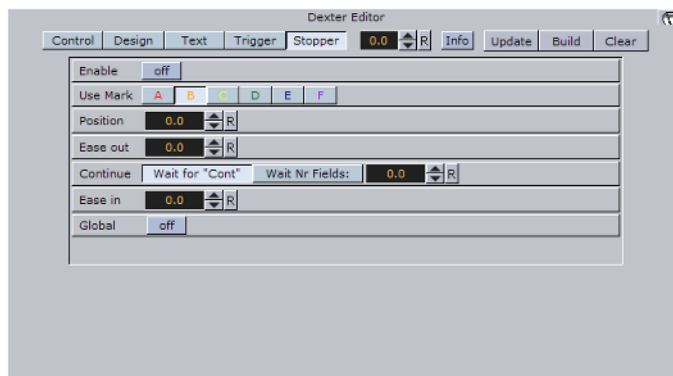 Dexter Editor
Control Design Text Trigger Stopper 0.0 R Info Update Build Clear
Enable off
Use Mark A B C D E F
Position 0.0 R
Ease out 0.0 R
Continue Wait for "Cont" Wait Nr Fields: 0.0 R
Ease in 0.0 R
Global off